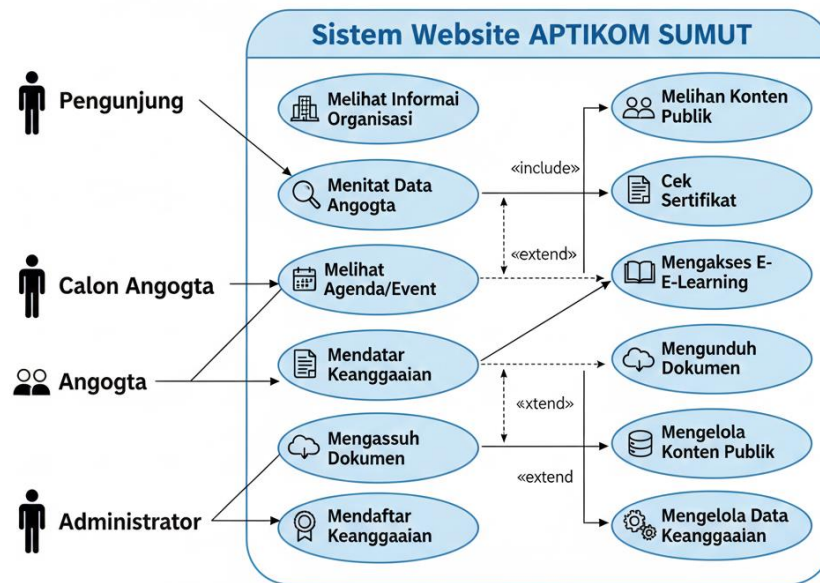 Sistem Website APTIKOM SUMUT
Pengunjung
Calon Angogta
Angogta
Administrator
Melihat Informai
Organisasi
Menitat Data
Angogta
Melihat
Agenda/Event
Mendatar
Keanggaaian
Mengassuh
Dokumen
Mendaftar
Keanggaaian
«include»
«extend»
«xtend»
«extend
Melihan Konten
Publik
Cek
Sertifikat
Mengakses E-
E-Learning
Mengunduh
Dokumen
Mengelola
Konten Publik
Mengelola Data
Keanggaaian